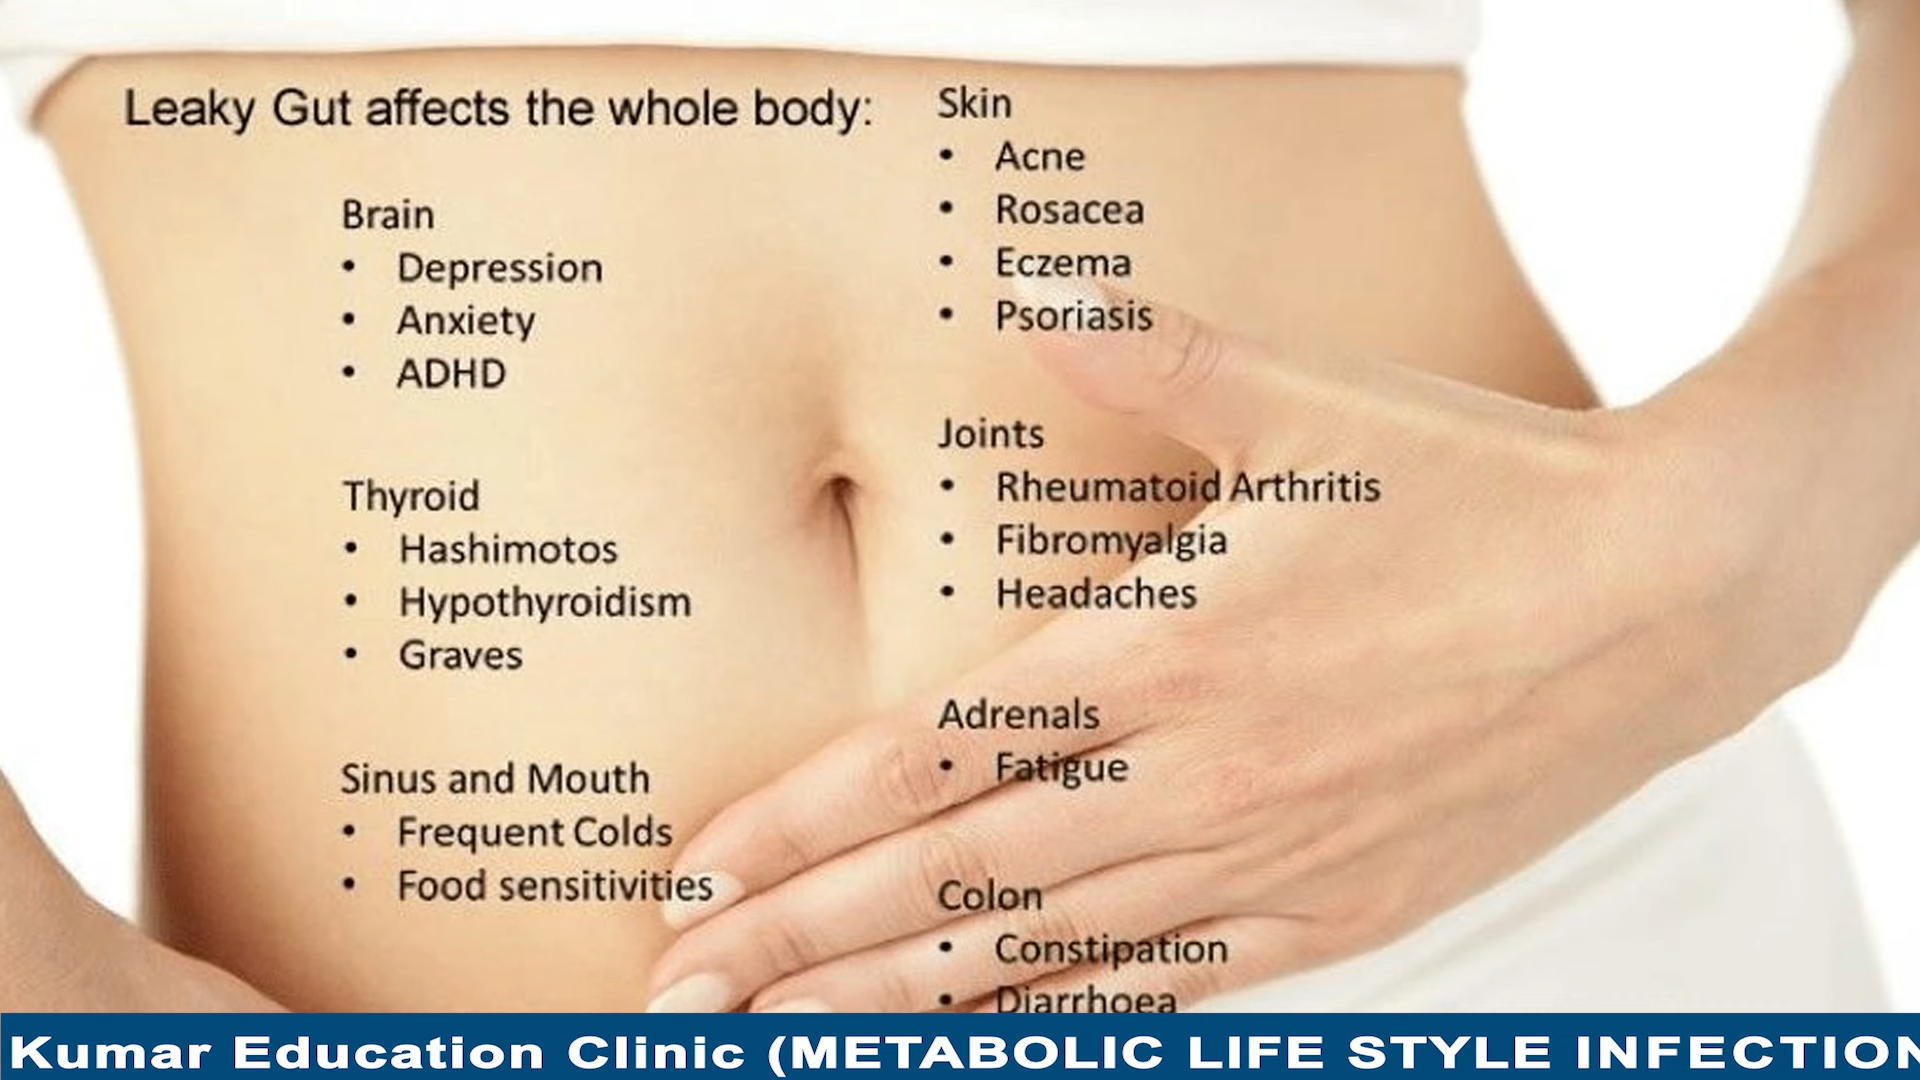 Leaky Gut affects the whole body:
Brain
• Depression
• Anxiety
• ADHD
Thyroid
• Hashimotos
• Hypothyroidism
• Graves
Sinus and Mouth
• Frequent Colds
• Food sensitivities
Skin
• Acne
• Rosacea
• Eczema
• Psoriasis
Joints
• Rheumatoid Arthritis
• Fibromyalgia
• Headaches
Adrenals
• Fatigue
Colon
• Constipation
• Diarrhoea
Kumar Education Clinic (METABOLIC LIFE STYLE INFECTION